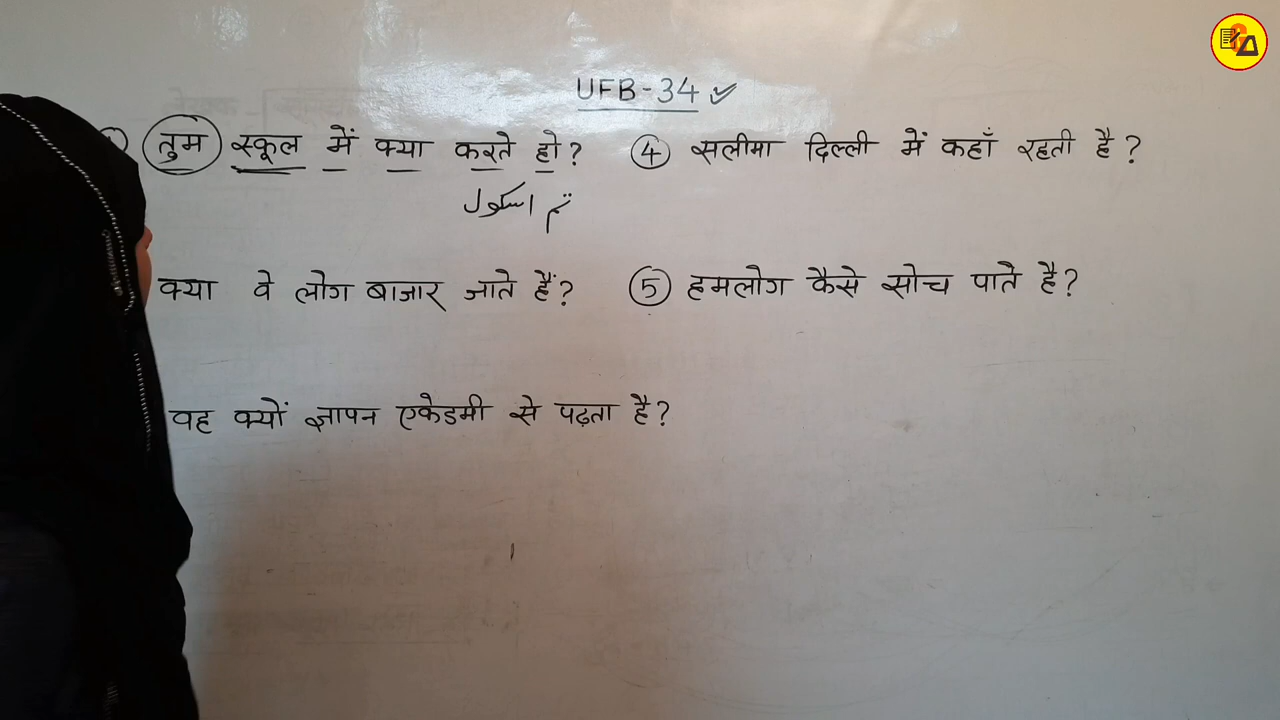 UFB-34
तुम स्कूल में क्या करते हो?
تم اسکول
क्या वे लोग बाजार जाते हैं?
वह क्यों ज्ञापन एकेडमी से पढ़ता है?
④ सलीमा दिल्ली में कहाँ रहती है?
⑤ हमलोग कैसे सोच पाते है?